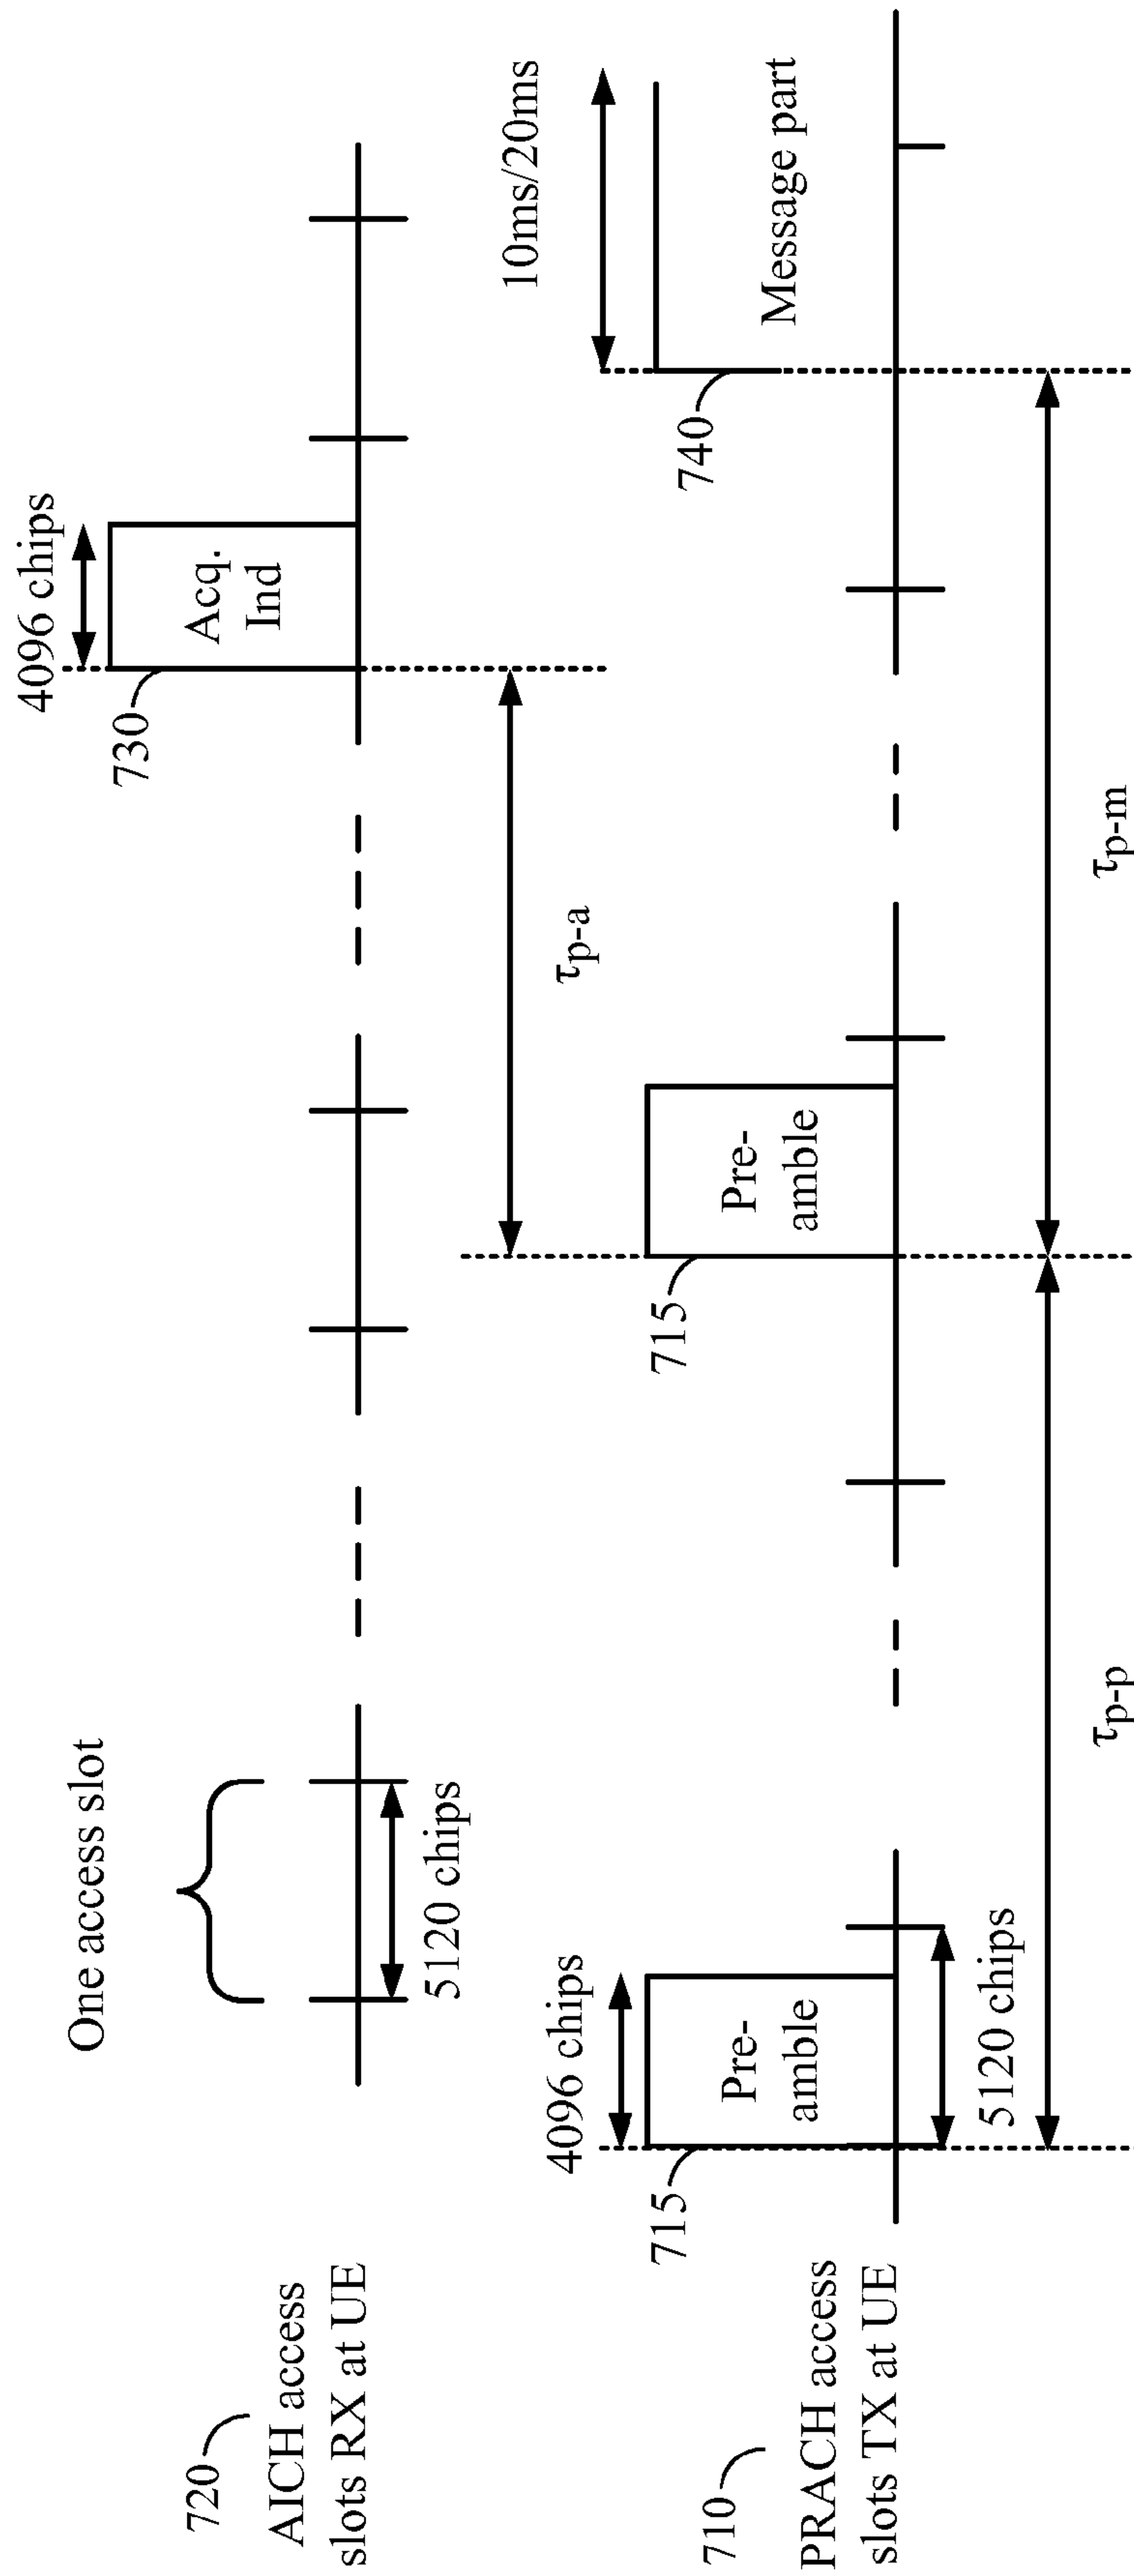 One access slot
4096 chips
730
Acq.
Ind
720
AICH access
slots RX at UE
5120 chips
τp-a
10ms/20ms
4096 chips
715
Pre-
amble
715
Pre-
amble
740
Message part
710
PRACH access
slots TX at UE
5120 chips
τp-p
τp-m